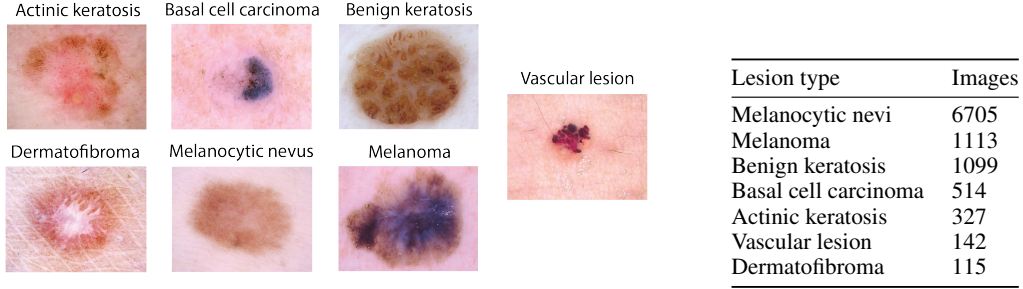 Actinic keratosis
Basal cell carcinoma
Benign keratosis
Dermatofibroma
Melanocytic nevus
Melanoma
Vascular lesion
Lesion type Images
Melanocytic nevi 6705
Melanoma 1113
Benign keratosis 1099
Basal cell carcinoma 514
Actinic keratosis 327
Vascular lesion 142
Dermatofibroma 115